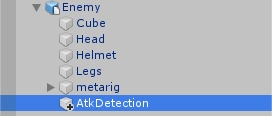 Enemy
Cube
Head
Helmet
Legs
metarig
AtkDetection